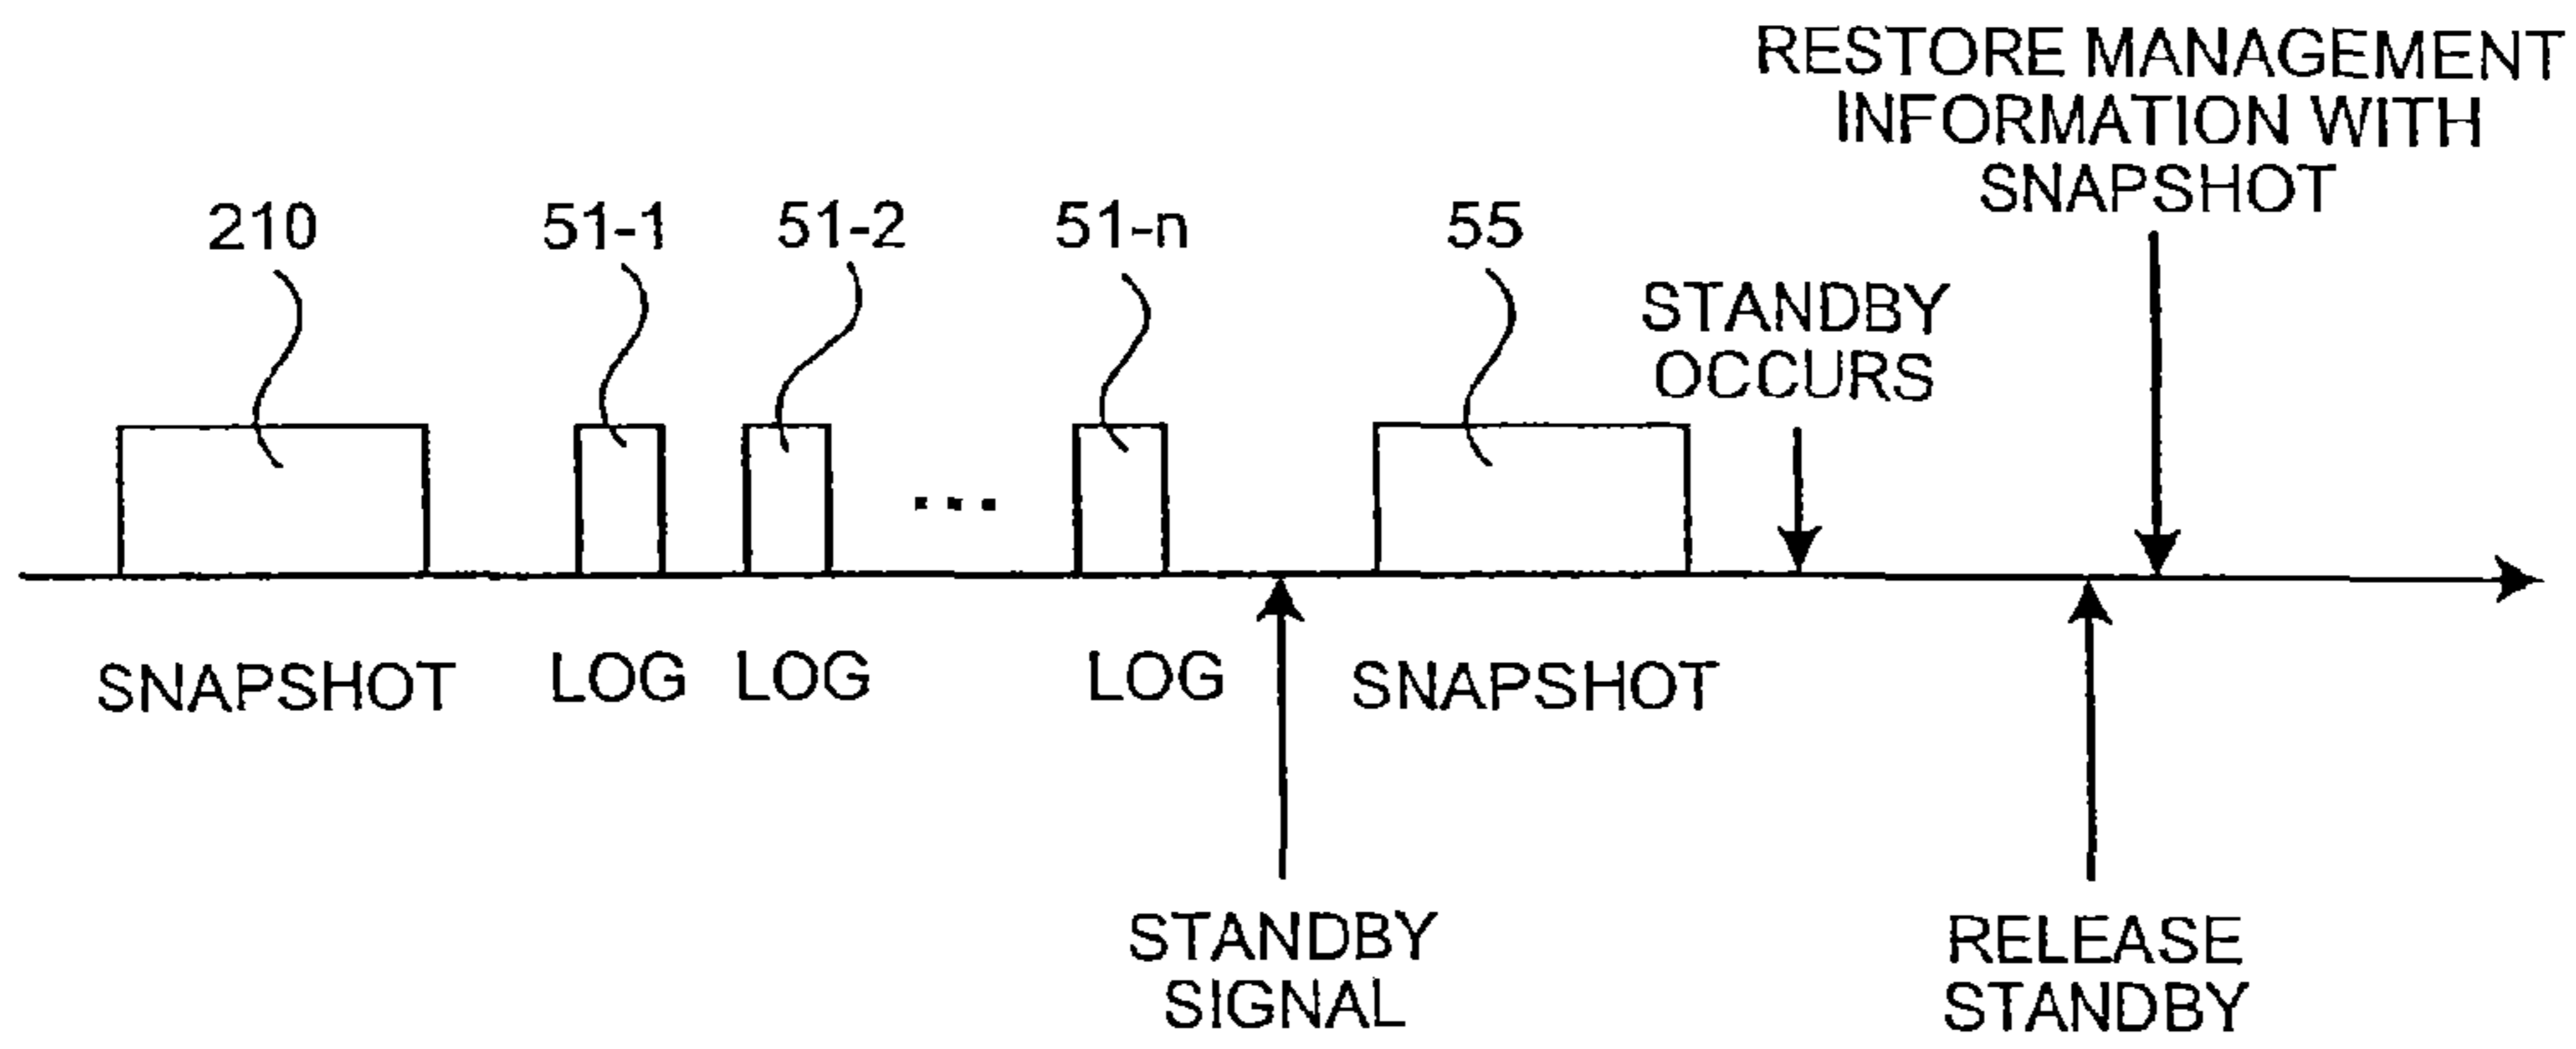 RESTORE MANAGEMENT
INFORMATION WITH
SNAPSHOT
210
51-1
51-2
51-n
55
STANDBY
OCCURS
...
SNAPSHOT
LOG
LOG
LOG
SNAPSHOT
STANDBY
SIGNAL
RELEASE
STANDBY